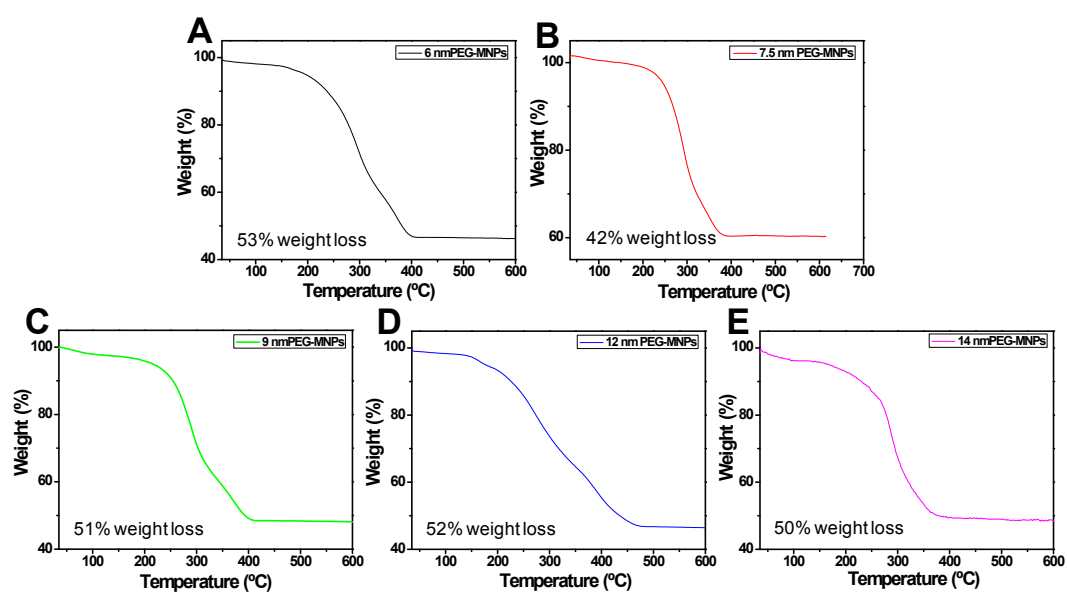 A
6 nmPEG-MNPs
Weight (%)
100
80
60
40
53% weight loss
100 200 300 400 500 600
Temperature (ºC)
B
7.5 nm PEG-MNPs
Weight (%)
100
80
60
42% weight loss
100 200 300 400 500 600 700
Temperature (ºC)
C
9 nmPEG-MNPs
Weight (%)
100
80
60
40
51% weight loss
100 200 300 400 500 600
Temperature (ºC)
D
12 nm PEG-MNPs
Weight (%)
100
80
60
40
52% weight loss
100 200 300 400 500 600
Temperature (ºC)
E
14 nmPEG-MNPs
Weight (%)
100
80
60
40
50% weight loss
100 200 300 400 500 600
Temperature (ºC)